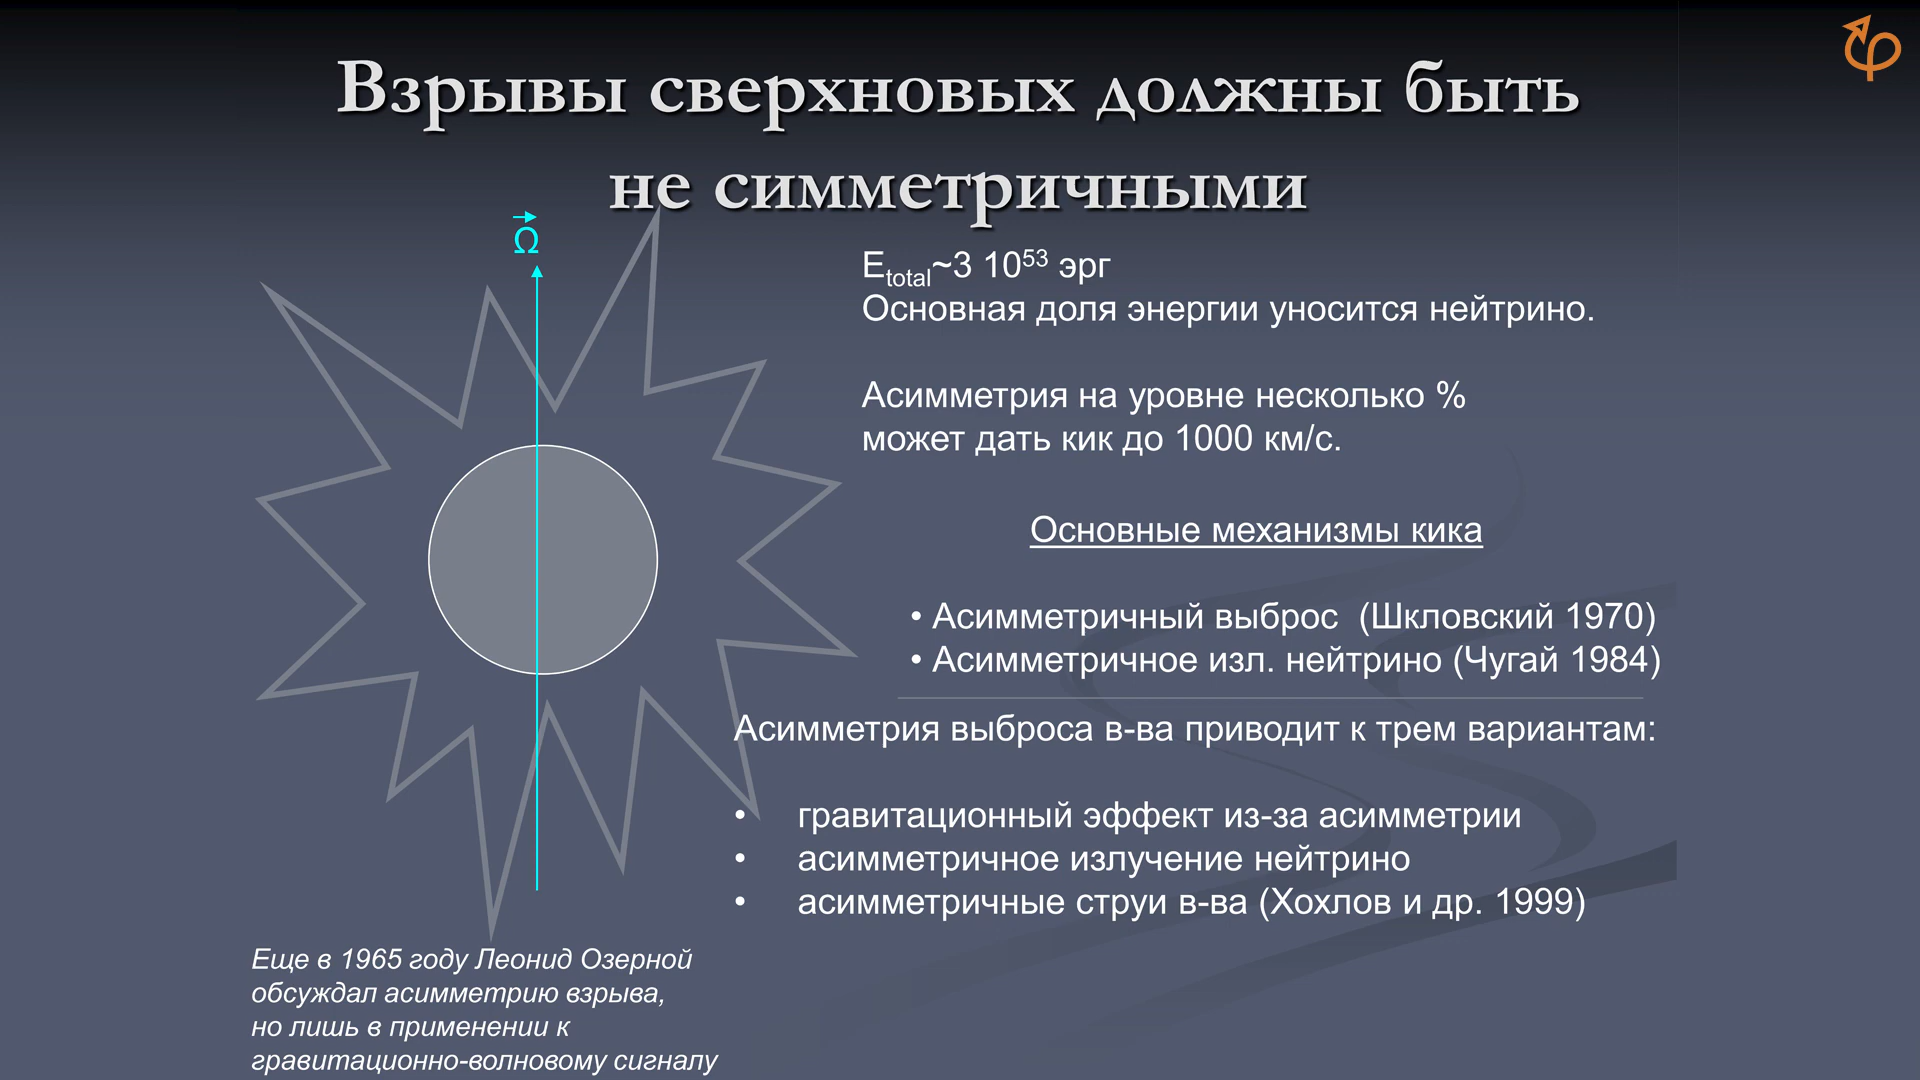 Взрывы сверхновых должны быть
не симметричными
Ω
Etotal~3 10⁵³ эрг
Основная доля энергии уносится нейтрино.
Асимметрия на уровне несколько %
может дать кик до 1000 км/с.
Основные механизмы кика
• Асимметричный выброс (Шкловский 1970)
• Асимметричное изл. нейтрино (Чугай 1984)
Асимметрия выброса в-ва приводит к трем вариантам:
• гравитационный эффект из-за асимметрии
• асимметричное излучение нейтрино
• асимметричные струи в-ва (Хохлов и др. 1999)
Еще в 1965 году Леонид Озерной
обсуждал асимметрию взрыва,
но лишь в применении к
гравитационно-волновому сигналу